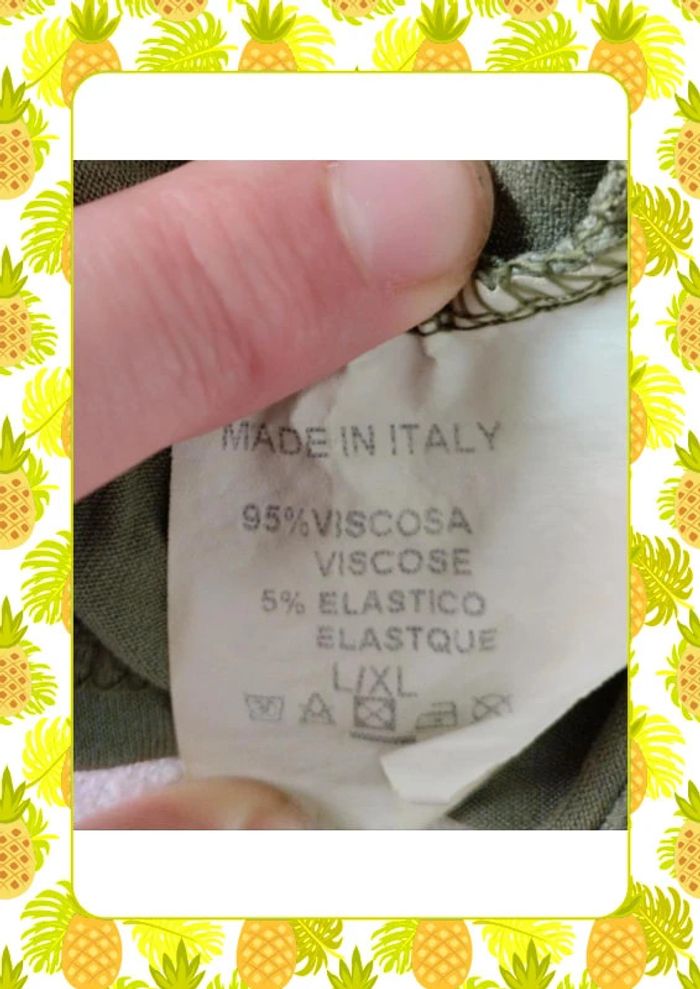 MADE IN ITALY
95% VISCOSA
VISCOSE
5% ELASTICO
ELASTQUE
L/XL